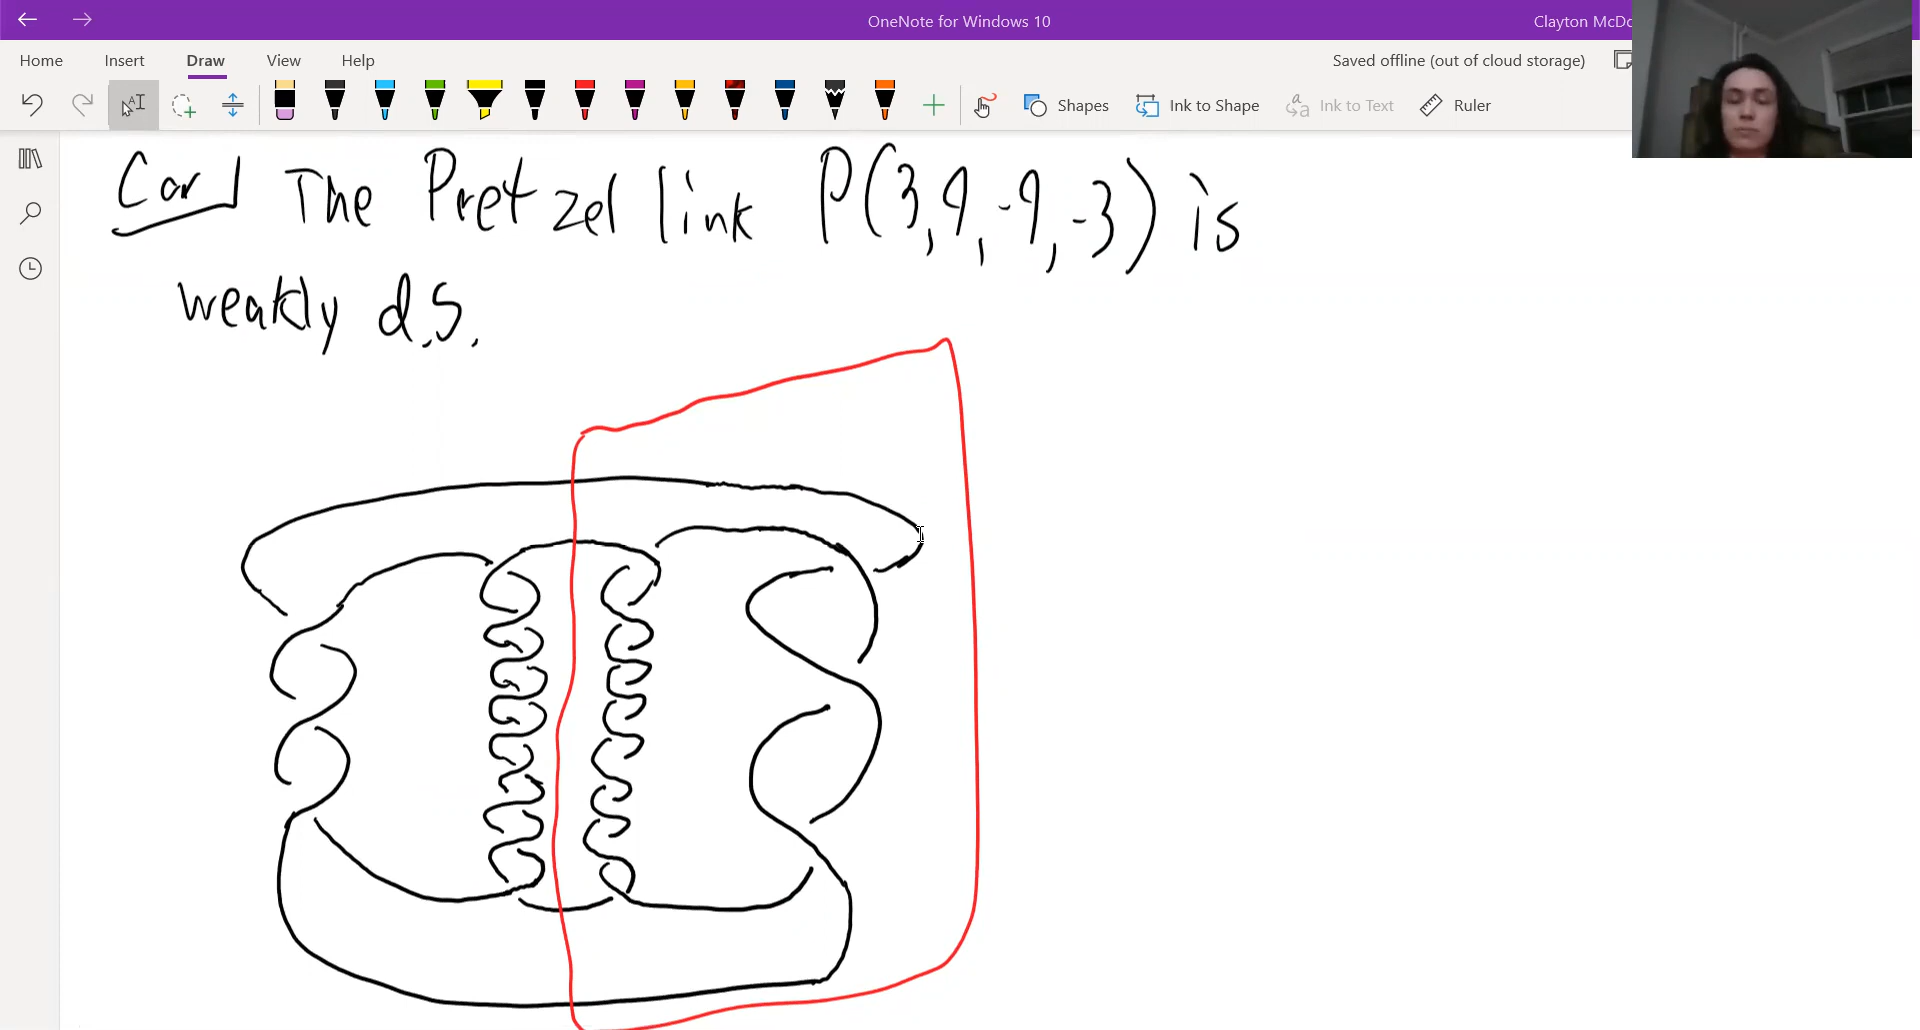 OneNote for Windows 10
Clayton McDo
Home Insert Draw View Help
Saved offline (out of cloud storage)
Shapes Ink to Shape Ink to Text Ruler
Cor] The Pretzel link P(3,9,-9,-3) is
weakly d.s.